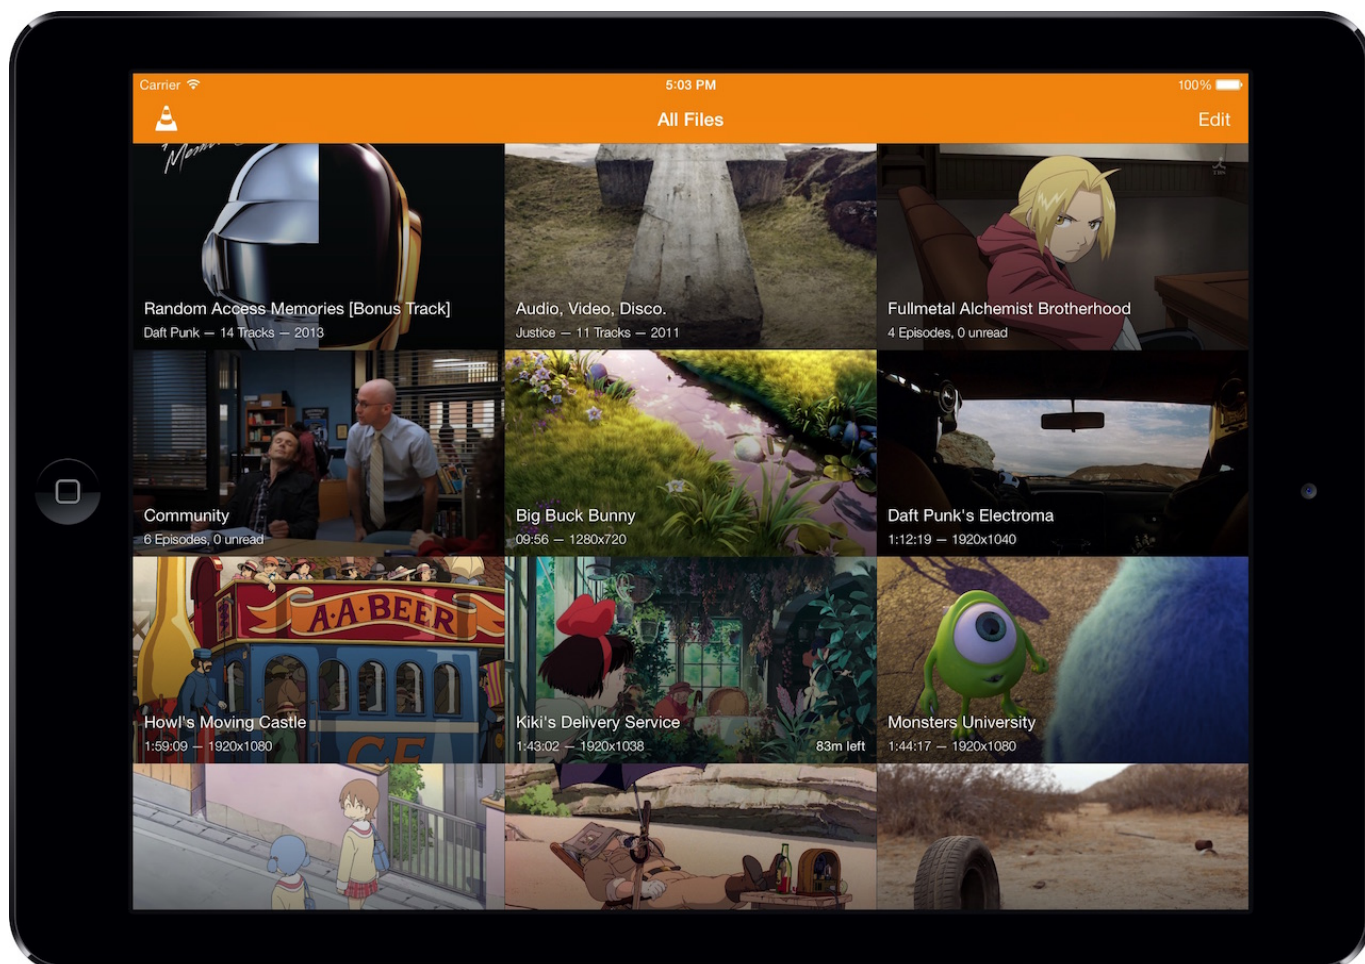 Carrier
5:03 PM
100%
All Files
Edit
Random Access Memories [Bonus Track]
Daft Punk — 14 Tracks — 2013
Audio, Video, Disco.
Justice — 11 Tracks — 2011
Fullmetal Alchemist Brotherhood
4 Episodes, 0 unread
Community
6 Episodes, 0 unread
Big Buck Bunny
09:56 — 1280x720
Daft Punk's Electroma
1:12:19 — 1920x1040
A·A·BEER
Howl's Moving Castle
1:59:09 — 1920x1080
Kiki's Delivery Service
1:43:02 — 1920x1038
83m left
Monsters University
1:44:17 — 1920x1080